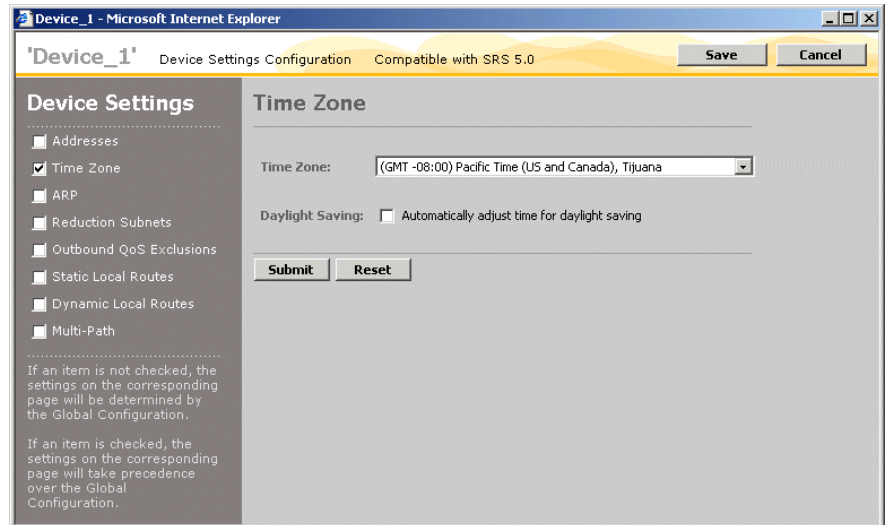 Device_1 - Microsoft Internet Explorer
'Device_1' Device Settings Configuration Compatible with SRS 5.0 Save Cancel
Device Settings
Addresses
Time Zone
ARP
Reduction Subnets
Outbound QoS Exclusions
Static Local Routes
Dynamic Local Routes
Multi-Path
If an item is not checked, the
settings on the corresponding
page will be determined by
the Global Configuration.
If an item is checked, the
settings on the corresponding
page will take precedence
over the Global
Configuration.
Time Zone
Time Zone: (GMT -08:00) Pacific Time (US and Canada), Tijuana
Daylight Saving: Automatically adjust time for daylight saving
Submit Reset